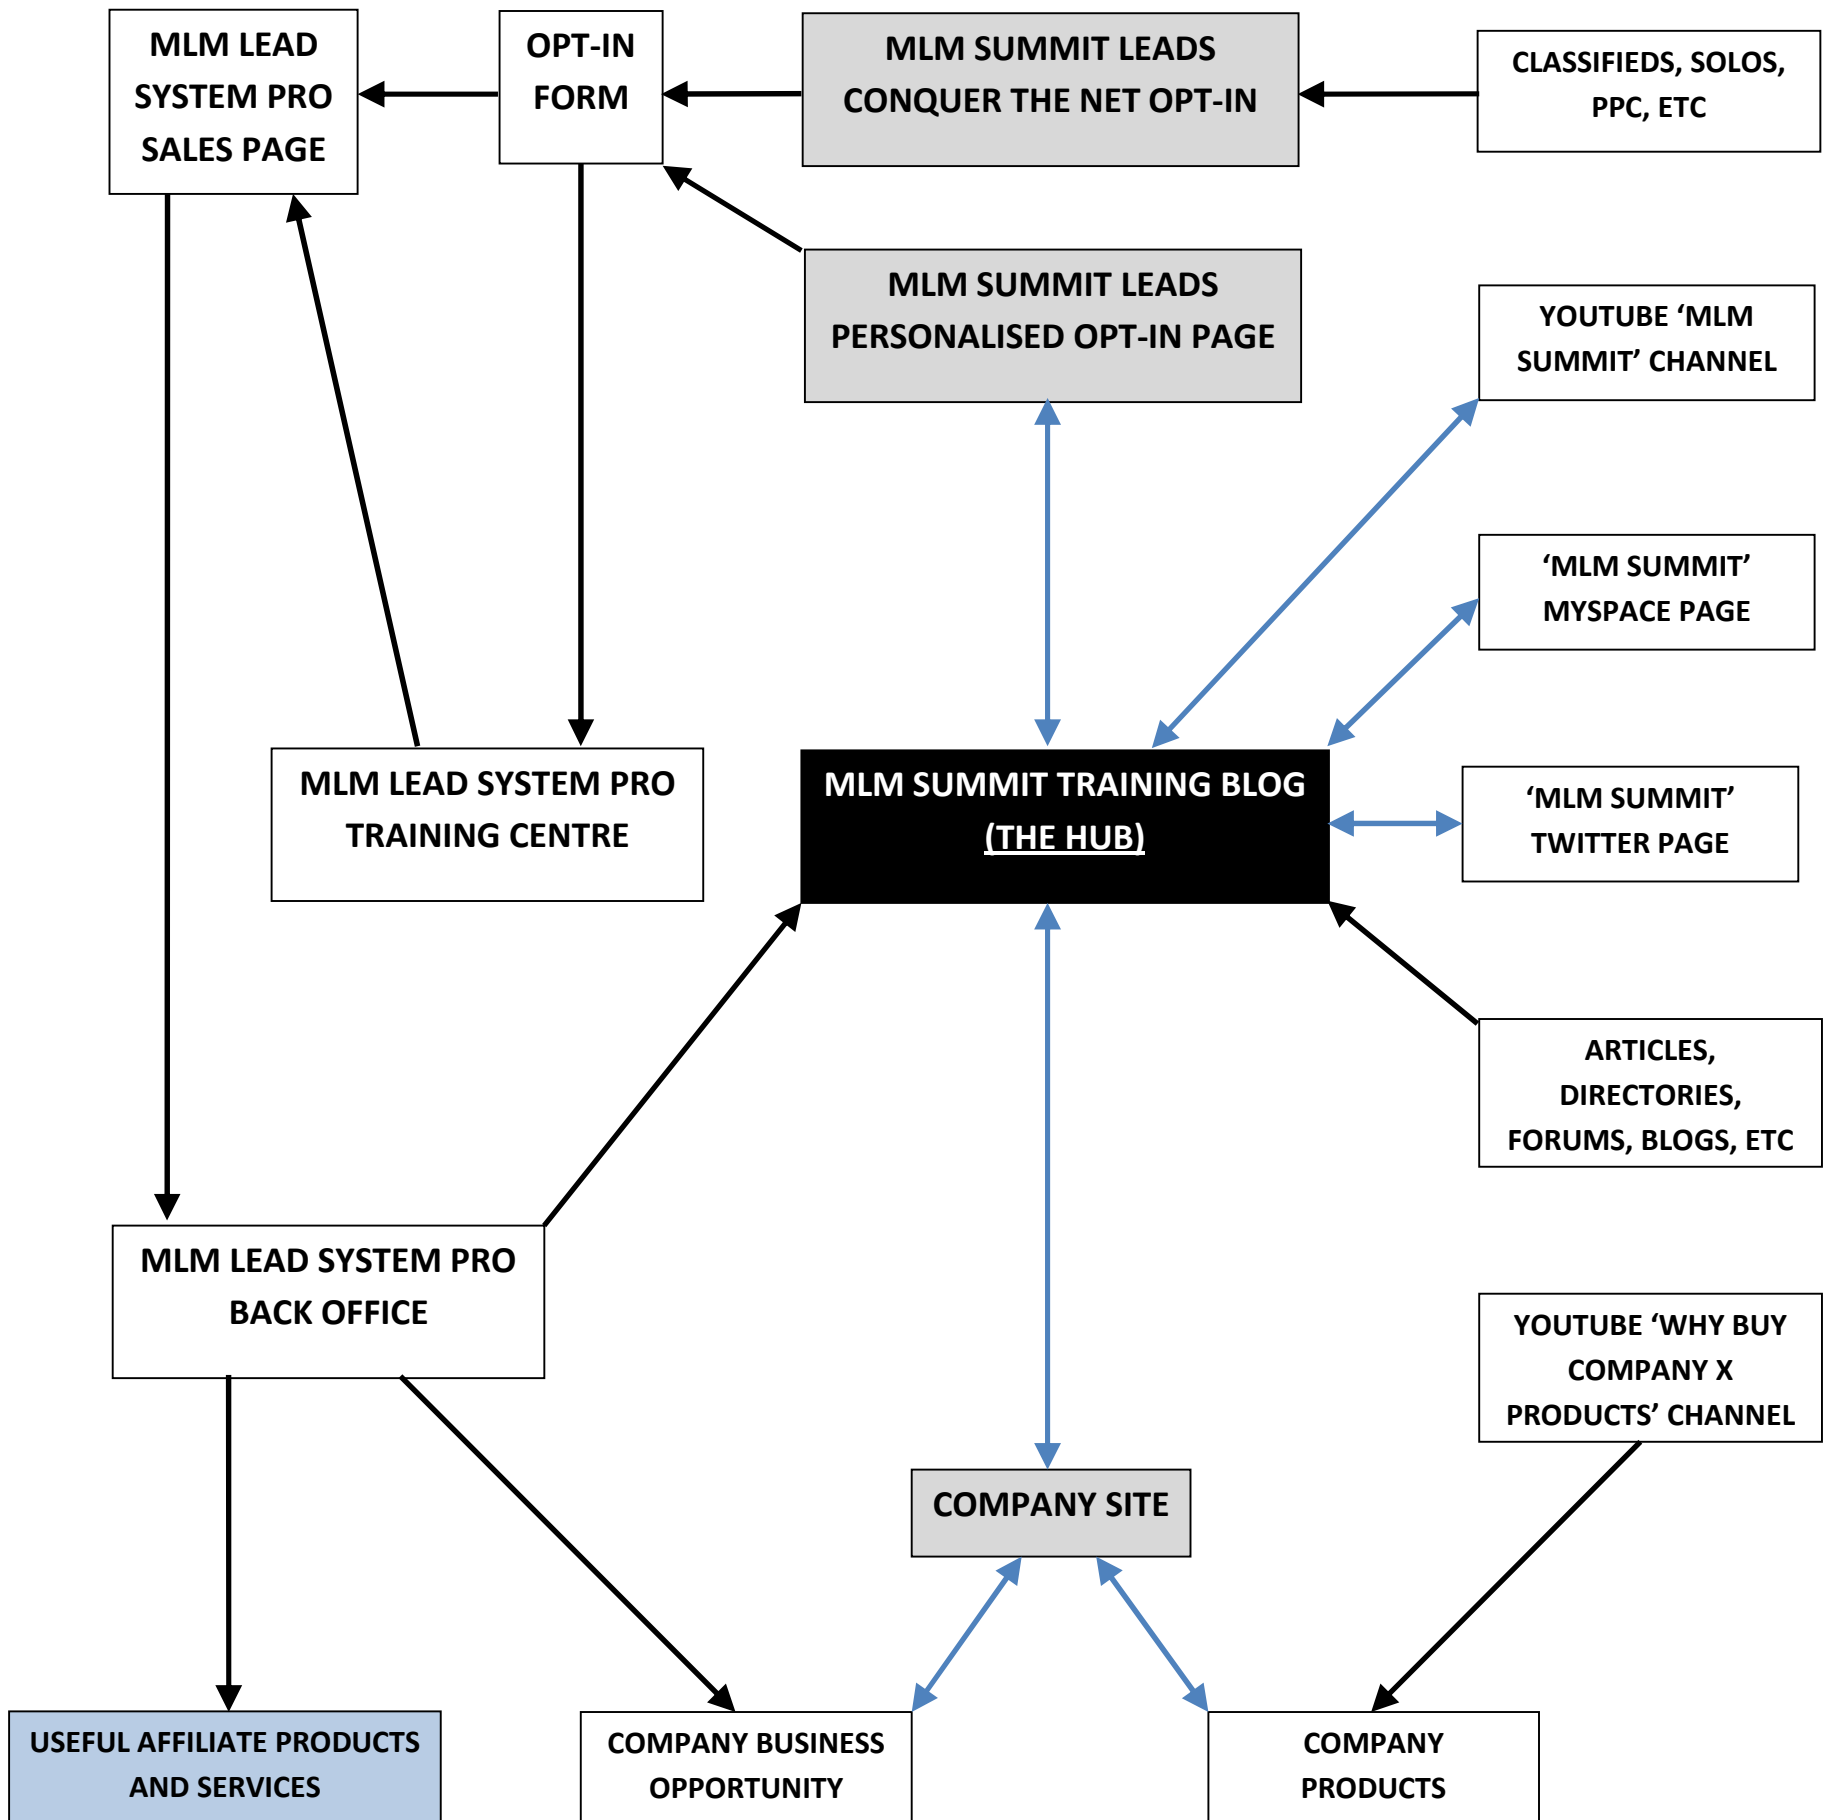 MLM LEAD
SYSTEM PRO
SALES PAGE
OPT-IN
FORM
MLM SUMMIT LEADS
CONQUER THE NET OPT-IN
CLASSIFIEDS, SOLOS,
PPC, ETC
MLM SUMMIT LEADS
PERSONALISED OPT-IN PAGE
YOUTUBE ‘MLM
SUMMIT’ CHANNEL
‘MLM SUMMIT’
MYSPACE PAGE
MLM LEAD SYSTEM PRO
TRAINING CENTRE
MLM SUMMIT TRAINING BLOG
(THE HUB)
‘MLM SUMMIT’
TWITTER PAGE
ARTICLES,
DIRECTORIES,
FORUMS, BLOGS, ETC
MLM LEAD SYSTEM PRO
BACK OFFICE
YOUTUBE ‘WHY BUY
COMPANY X
PRODUCTS’ CHANNEL
COMPANY SITE
USEFUL AFFILIATE PRODUCTS
AND SERVICES
COMPANY BUSINESS
OPPORTUNITY
COMPANY
PRODUCTS